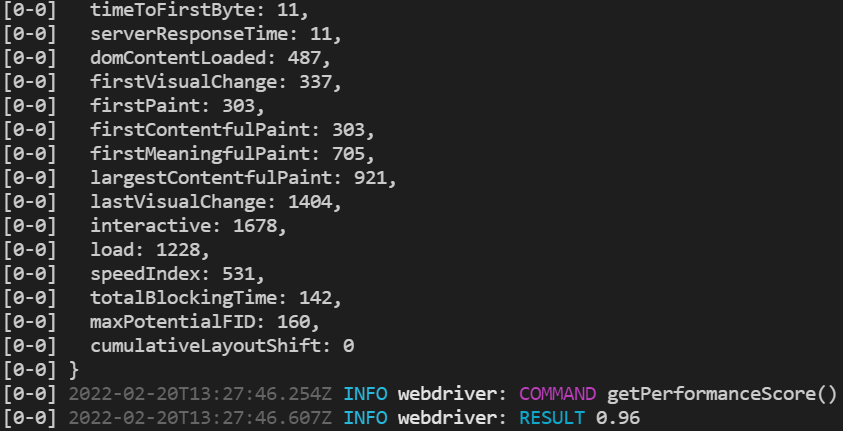 [0-0]   timeToFirstByte: 11,
[0-0]   serverResponseTime: 11,
[0-0]   domContentLoaded: 487,
[0-0]   firstVisualChange: 337,
[0-0]   firstPaint: 303,
[0-0]   firstContentfulPaint: 303,
[0-0]   firstMeaningfulPaint: 705,
[0-0]   largestContentfulPaint: 921,
[0-0]   lastVisualChange: 1404,
[0-0]   interactive: 1678,
[0-0]   load: 1228,
[0-0]   speedIndex: 531,
[0-0]   totalBlockingTime: 142,
[0-0]   maxPotentialFID: 160,
[0-0]   cumulativeLayoutShift: 0
[0-0] }
[0-0] 2022-02-20T13:27:46.254Z INFO webdriver: COMMAND getPerformanceScore()
[0-0] 2022-02-20T13:27:46.607Z INFO webdriver: RESULT 0.96